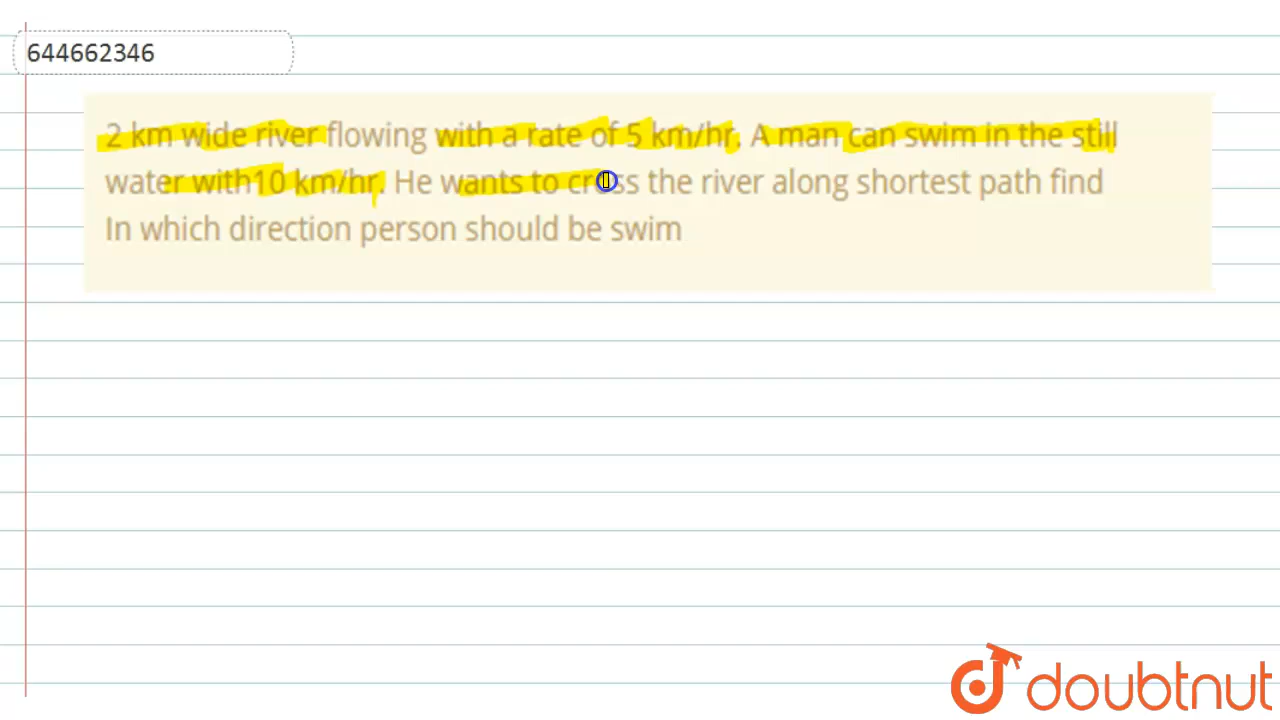 644662346
2 km wide river flowing with a rate of 5 km/hr. A man can swim in the still
water with10 km/hr. He wants to cross the river along shortest path find
In which direction person should be swim
doubtnut